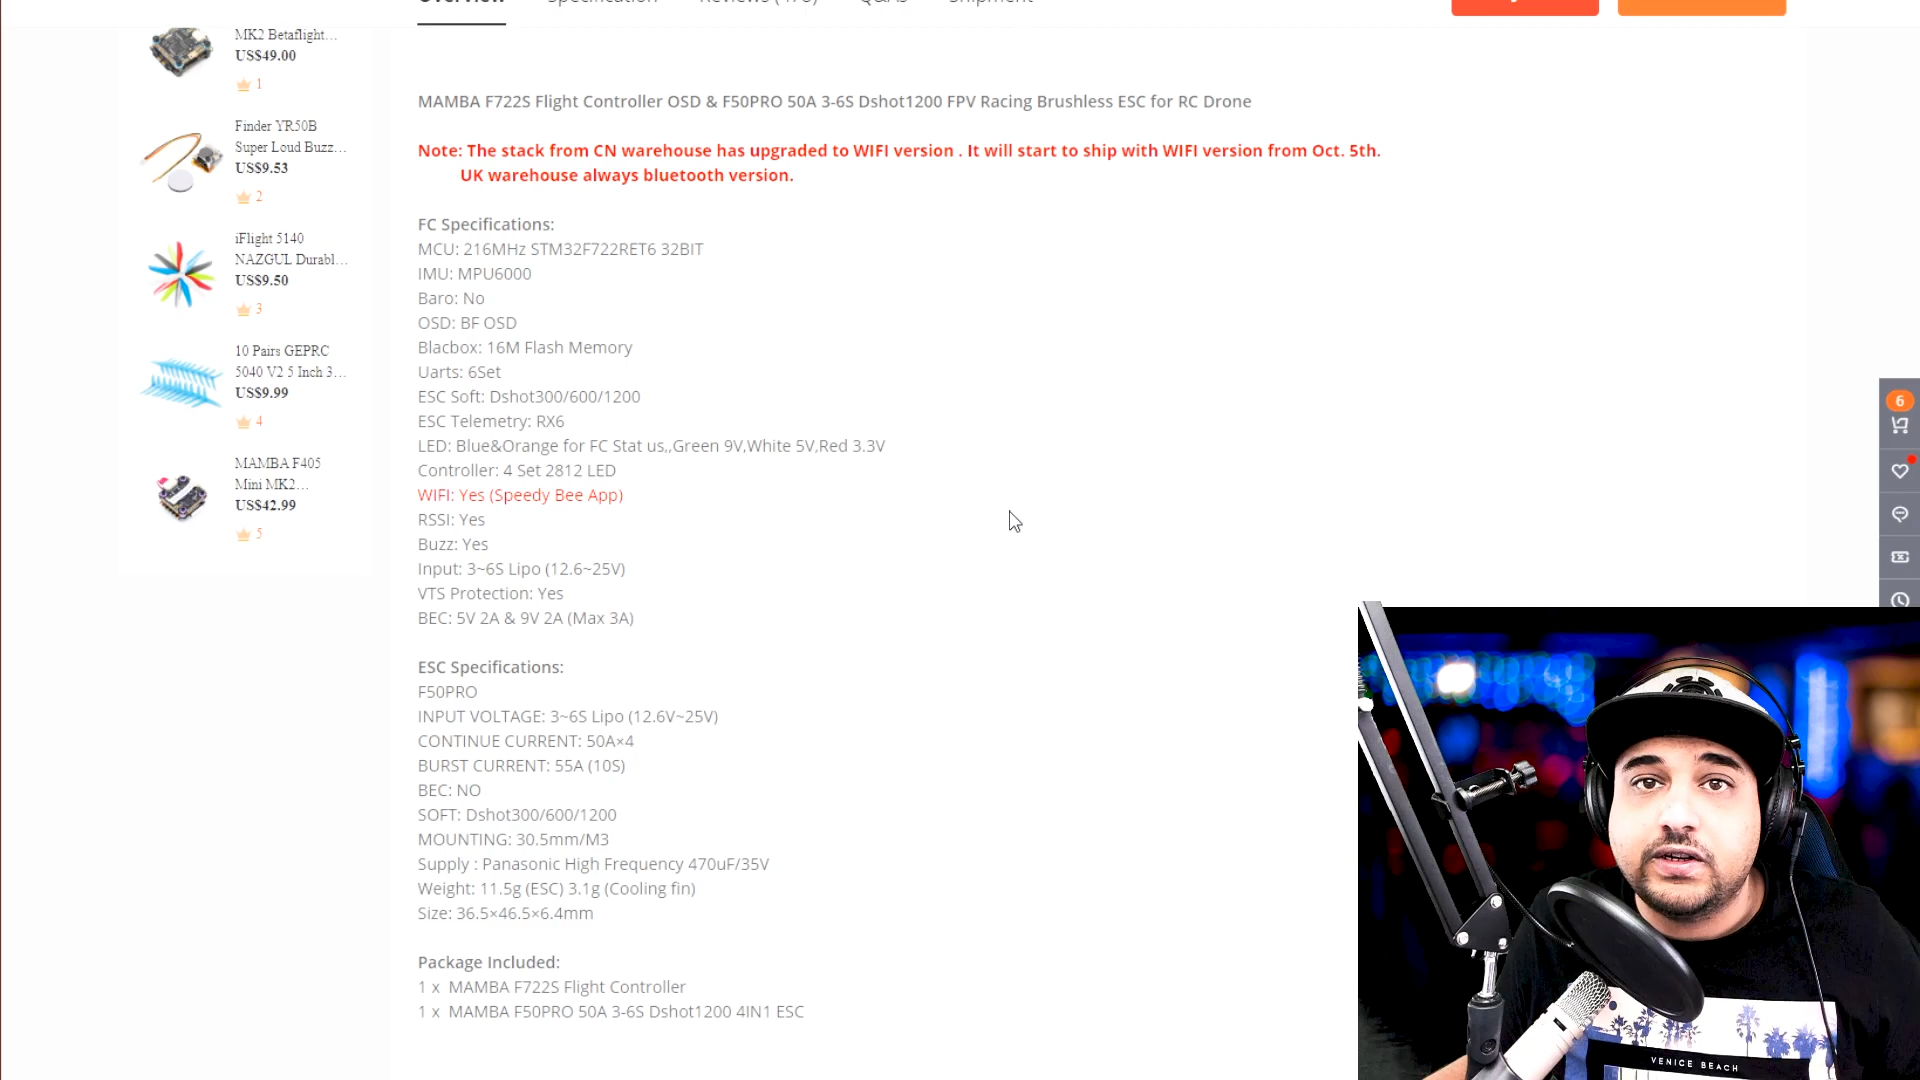 Overview Specification Reviews Q&AS Shipment
MK2 Betaflight...
US$49.00
1
Finder YR50B
Super Loud Buzz...
US$9.53
2
iFlight 5140
NAZGUL Durabl...
US$9.50
3
10 Pairs GEPRC
5040 V2 5 Inch 3...
US$9.99
4
MAMBA F405
Mini MK2...
US$42.99
5
MAMBA F722S Flight Controller OSD & F50PRO 50A 3-6S Dshot1200 FPV Racing Brushless ESC for RC Drone
Note: The stack from CN warehouse has upgraded to WIFI version . It will start to ship with WIFI version from Oct. 5th.
UK warehouse always bluetooth version.
FC Specifications:
MCU: 216MHz STM32F722RET6 32BIT
IMU: MPU6000
Baro: No
OSD: BF OSD
Blacbox: 16M Flash Memory
Uarts: 6Set
ESC Soft: Dshot300/600/1200
ESC Telemetry: RX6
LED: Blue&Orange for FC Stat us,,Green 9V,White 5V,Red 3.3V
Controller: 4 Set 2812 LED
WIFI: Yes (Speedy Bee App)
RSSI: Yes
Buzz: Yes
Input: 3~6S Lipo (12.6~25V)
VTS Protection: Yes
BEC: 5V 2A & 9V 2A (Max 3A)
ESC Specifications:
F50PRO
INPUT VOLTAGE: 3~6S Lipo (12.6V~25V)
CONTINUE CURRENT: 50A×4
BURST CURRENT: 55A (10S)
BEC: NO
SOFT: Dshot300/600/1200
MOUNTING: 30.5mm/M3
Supply : Panasonic High Frequency 470uF/35V
Weight: 11.5g (ESC) 3.1g (Cooling fin)
Size: 36.5×46.5×6.4mm
Package Included:
1 x MAMBA F722S Flight Controller
1 x MAMBA F50PRO 50A 3-6S Dshot1200 4IN1 ESC
6
VENICE BEACH